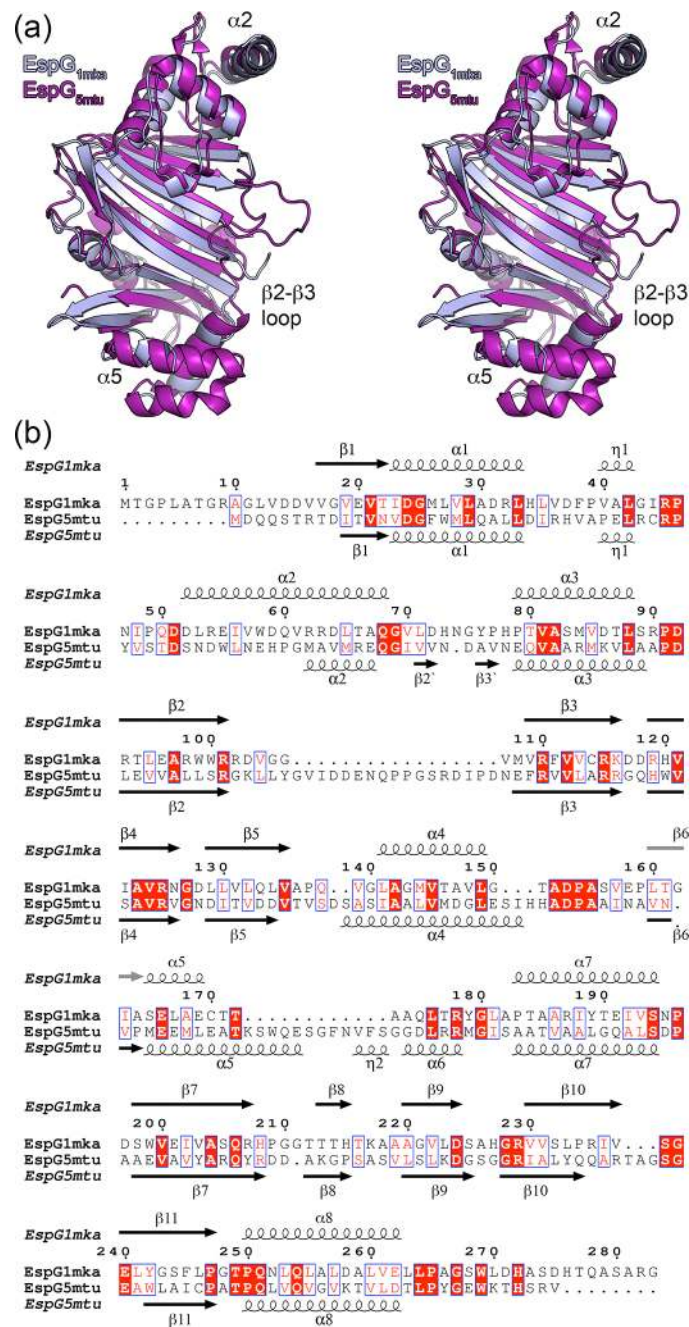 (a)
α2
α2
EspG1mka
EspG5mtu
EspG1mka
EspG5mtu
β2-β3
loop
β2-β3
loop
α5
α5
(b)
EspG1mka β1 α1 η1
1 10 20 30 40
EspG1mka MTGPLATGRAGLVDDVVGVEVTIDGMLVLADRLHLVDFPVALGIRP
EspG5mtu .........MDQQSTRTDITVNVDGFWMLQALLDIRHVAPELRCRP
EspG5mtu β1 α1 η1
EspG1mka α2 α3
50 60 70 80 90
EspG1mka NIPQDDLREIVWDQVRRDLTAQGVLDHNGYPHPTVASMVDTLSRPD
EspG5mtu YVSTDSNDWLNEHPGMAVMREQGIVVN.DAVNEQVAARMKVLAAPD
EspG5mtu α2 β2` β3` α3
EspG1mka β2 β3
100 110 120
EspG1mka RTLEARWWRRDVGG.................VMVRFVVCRKDDRHV
EspG5mtu LEVVALLSRGKLLYGVIDDENQPPGSRDIPDNEFRVVLARRGQHWV
EspG5mtu β2 β3
EspG1mka β4 β5 α4 β6
130 140 150 160
EspG1mka IAVRNGDLLVLQLVAPQ..VGLAGMVTAVLG...TADPASVEPLTG
EspG5mtu SAVRVGNDITVDDVTVSDSASIAALVMDGLESIHHADPAAINAVN.
EspG5mtu β4 β5 α4 β6
EspG1mka α5 α7
170 180 190
EspG1mka IASELAECTT............AAQLTRYGLAPTAARIYTEIVSNP
EspG5mtu VPMEEMLEATKSWQESGFNVFSGGDLRRMGISAATVAALGQALSDP
EspG5mtu α5 η2 α6 α7
EspG1mka β7 β8 β9 β10
200 210 220 230
EspG1mka DSWVEIVASQRHPGGTTTHTKAAAGVLDSAHGRVVSLPRIV...SG
EspG5mtu AAEVAVYARQYRDD.AKGPSASVLSLKDGSGGRIALYQQARTAGSG
EspG5mtu β7 β8 β9 β10
EspG1mka β11 α8
240 250 260 270 280
EspG1mka ELYGSFLPGTPQNLQLALDALVELLPAGSWLDHASDHTQASARG
EspG5mtu EAWLAICPATPQLVQVGVKTVLDTLPYGEWKTHSRV........
EspG5mtu β11 α8